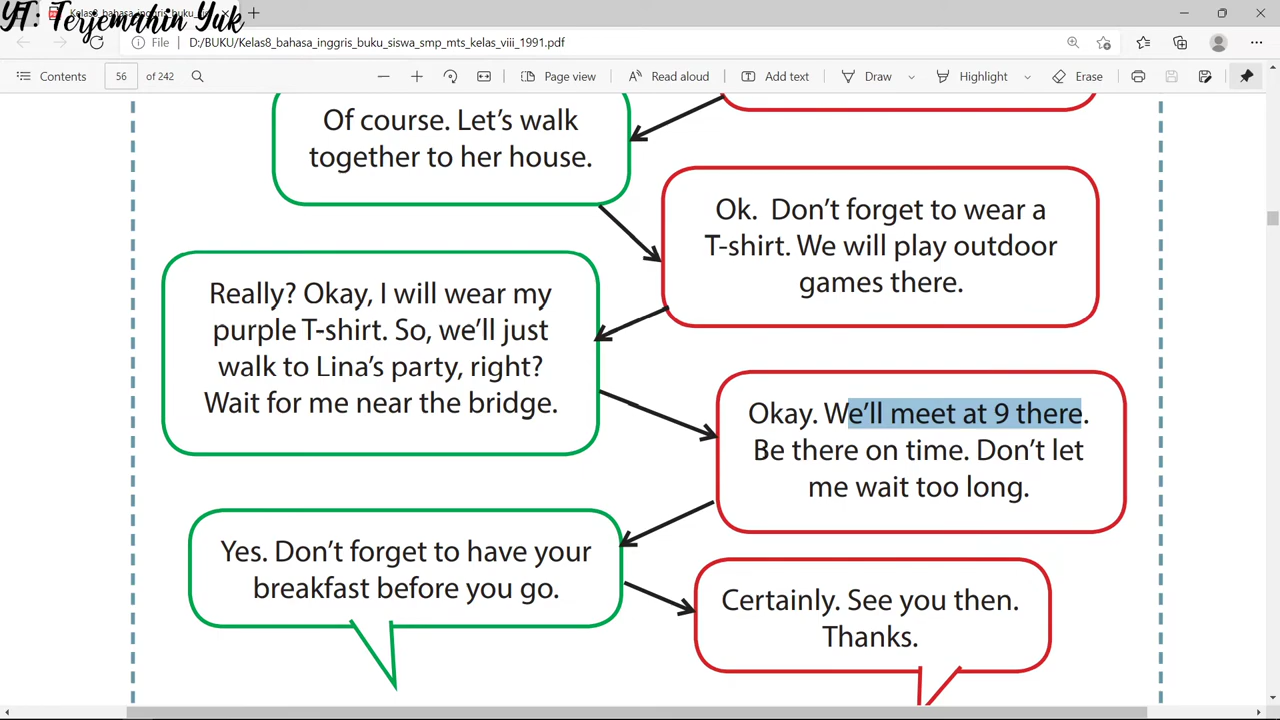 YT: Terjemahin Yuk
File
D:/BUKU/Kelas8_bahasa_inggris_buku_siswa_smp_mts_kelas_viii_1991.pdf
Contents
56
of 242
Page view
Read aloud
Add text
Draw
Highlight
Erase
Of course. Let's walk
together to her house.
Ok. Don't forget to wear a
T-shirt. We will play outdoor
games there.
Really? Okay, I will wear my
purple T-shirt. So, we'll just
walk to Lina's party, right?
Wait for me near the bridge.
Okay. We'll meet at 9 there.
Be there on time. Don't let
me wait too long.
Yes. Don't forget to have your
breakfast before you go.
Certainly. See you then.
Thanks.